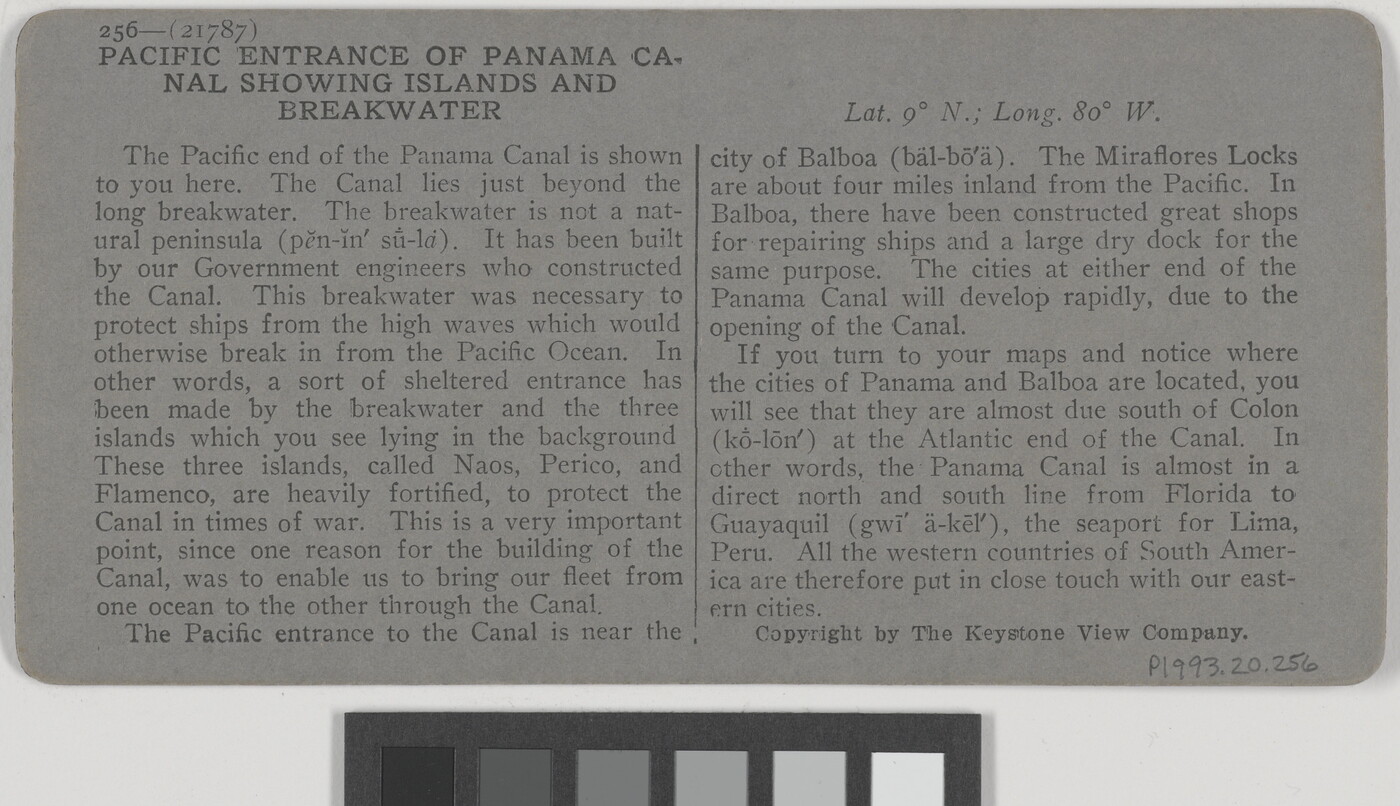 256—(21787)
PACIFIC ENTRANCE OF PANAMA CA-
NAL SHOWING ISLANDS AND
BREAKWATER
The Pacific end of the Panama Canal is shown
to you here. The Canal lies just beyond the
long breakwater. The breakwater is not a nat-
ural peninsula (pĕn-ĭn′ sṻ-lȧ). It has been built
by our Government engineers who constructed
the Canal. This breakwater was necessary to
protect ships from the high waves which would
otherwise break in from the Pacific Ocean. In
other words, a sort of sheltered entrance has
been made by the breakwater and the three
islands which you see lying in the background
These three islands, called Naos, Perico, and
Flamenco, are heavily fortified, to protect the
Canal in times of war. This is a very important
point, since one reason for the building of the
Canal, was to enable us to bring our fleet from
one ocean to the other through the Canal.
The Pacific entrance to the Canal is near the
Lat. 9° N.; Long. 80° W.
city of Balboa (bäl-bō′ä). The Miraflores Locks
are about four miles inland from the Pacific. In
Balboa, there have been constructed great shops
for repairing ships and a large dry dock for the
same purpose. The cities at either end of the
Panama Canal will develop rapidly, due to the
opening of the Canal.
If you turn to your maps and notice where
the cities of Panama and Balboa are located, you
will see that they are almost due south of Colon
(kō̇-lōn′) at the Atlantic end of the Canal. In
other words, the Panama Canal is almost in a
direct north and south line from Florida to
Guayaquil (gwī′ ä-kēl′), the seaport for Lima,
Peru. All the western countries of South Amer-
ica are therefore put in close touch with our east-
ern cities.
Copyright by The Keystone View Company.
P1993.20.256